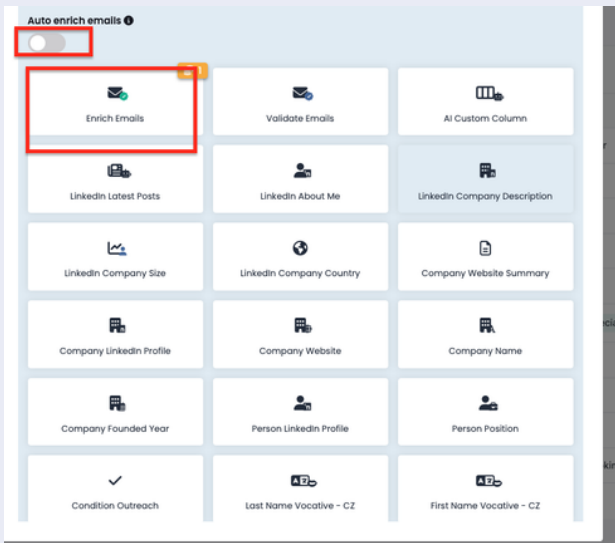 Auto enrich emails
Enrich Emails
Validate Emails
AI Custom Column
LinkedIn Latest Posts
LinkedIn About Me
LinkedIn Company Description
LinkedIn Company Size
LinkedIn Company Country
Company Website Summary
Company LinkedIn Profile
Company Website
Company Name
Company Founded Year
Person LinkedIn Profile
Person Position
Condition Outreach
Last Name Vocative - CZ
First Name Vocative - CZ